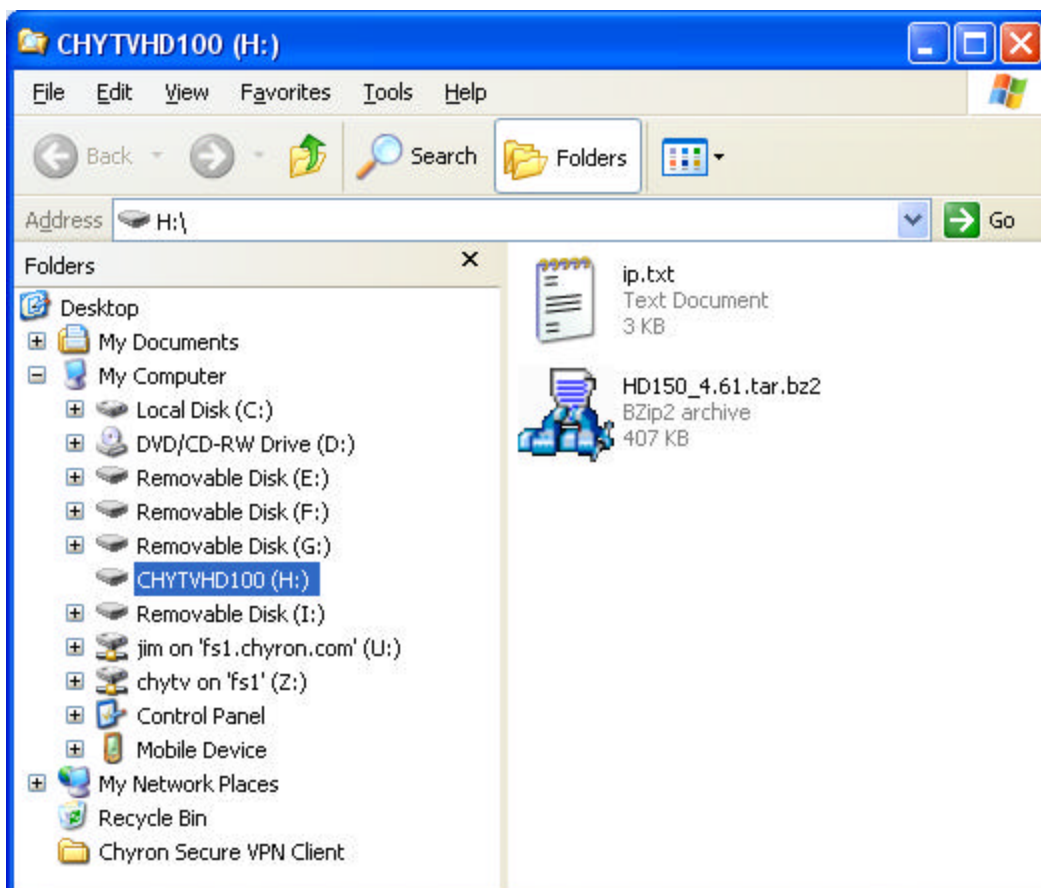 CHYTVHD100 (H:)
File Edit View Favorites Tools Help
Back Search Folders
Address H:\ Go
Folders
Desktop
My Documents
My Computer
Local Disk (C:)
DVD/CD-RW Drive (D:)
Removable Disk (E:)
Removable Disk (F:)
Removable Disk (G:)
CHYTVHD100 (H:)
Removable Disk (I:)
jim on 'fs1.chyron.com' (U:)
chytv on 'fs1' (Z:)
Control Panel
Mobile Device
My Network Places
Recycle Bin
Chyron Secure VPN Client
ip.txt
Text Document
3 KB
HD150_4.61.tar.bz2
BZip2 archive
407 KB